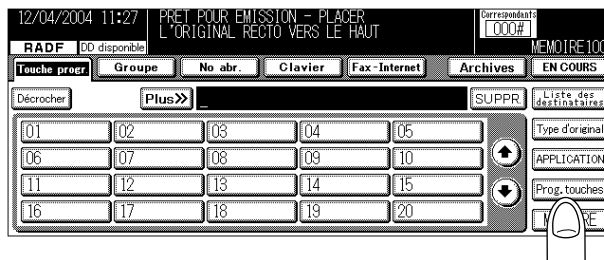 12/04/2004 11:27 PRET POUR EMISSION - PLACER
L'ORIGINAL RECTO VERS LE HAUT
Correspondants
000#
RADF DD disponible MEMOIRE100
Touche progr. Groupe No abr. Clavier Fax-Internet Archives EN COURS
Décrocher Plus>> _ SUPPR. Liste des
destinataires
01 02 03 04 05 Type d'original
06 07 08 09 10 APPLICATION
11 12 13 14 15 Prog.touches
16 17 18 19 20